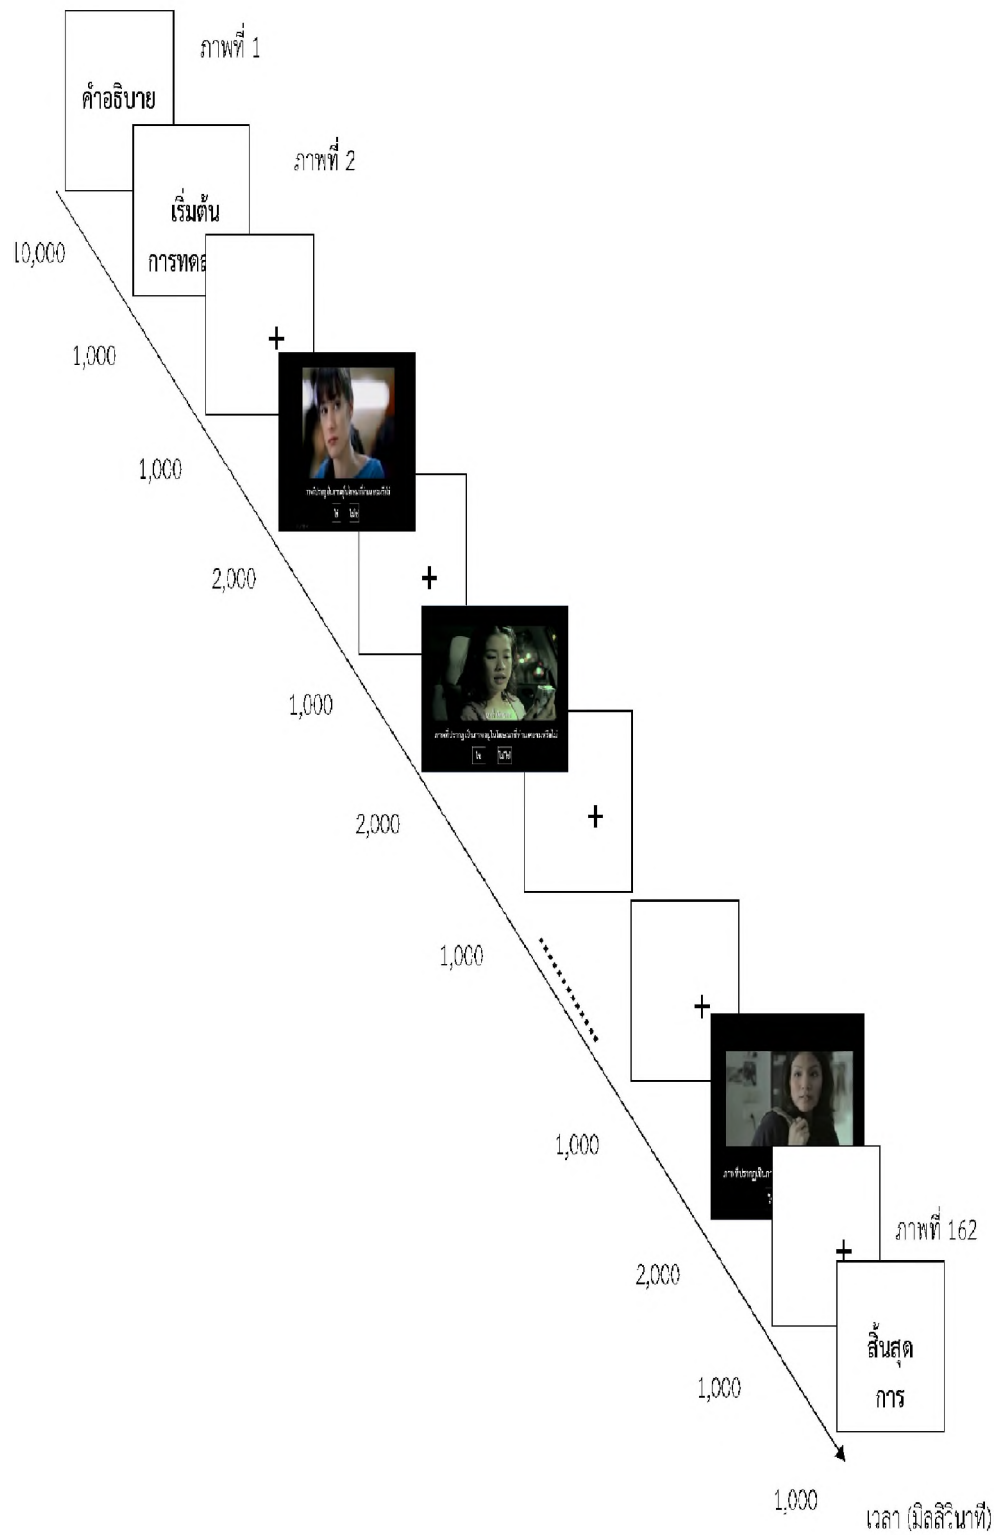 ภาพที่ 1
คำอธิบาย
ภาพที่ 2
เริ่มต้น
การทด
10,000
1,000
1,000
2,000
1,000
2,000
1,000
1,000
ภาพที่ 162
2,000
สิ้นสุด
การ
1,000
1,000
เวลา (มิลลิวินาที)